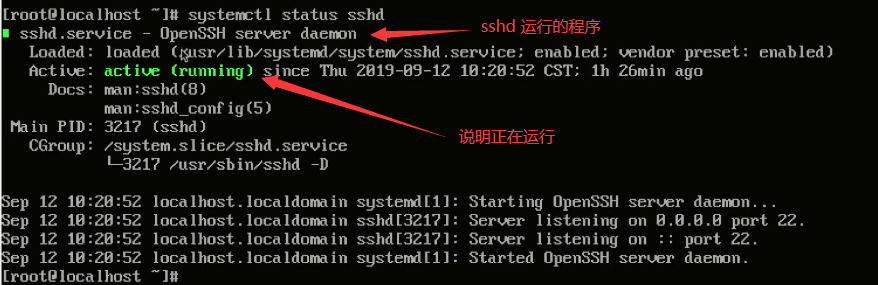 [root@localhost ~]# systemctl status sshd
sshd 运行的程序
sshd.service - OpenSSH server daemon
Loaded: loaded (/usr/lib/systemd/system/sshd.service; enabled; vendor preset: enabled)
Active: active (running) since Thu 2019-09-12 10:20:52 CST; 1h 26min ago
Docs: man:sshd(8)
man:sshd_config(5)
说明正在运行
Main PID: 3217 (sshd)
CGroup: /system.slice/sshd.service
└─3217 /usr/sbin/sshd -D
Sep 12 10:20:52 localhost.localdomain systemd[1]: Starting OpenSSH server daemon...
Sep 12 10:20:52 localhost.localdomain sshd[3217]: Server listening on 0.0.0.0 port 22.
Sep 12 10:20:52 localhost.localdomain sshd[3217]: Server listening on :: port 22.
Sep 12 10:20:52 localhost.localdomain systemd[1]: Started OpenSSH server daemon.
[root@localhost ~]#